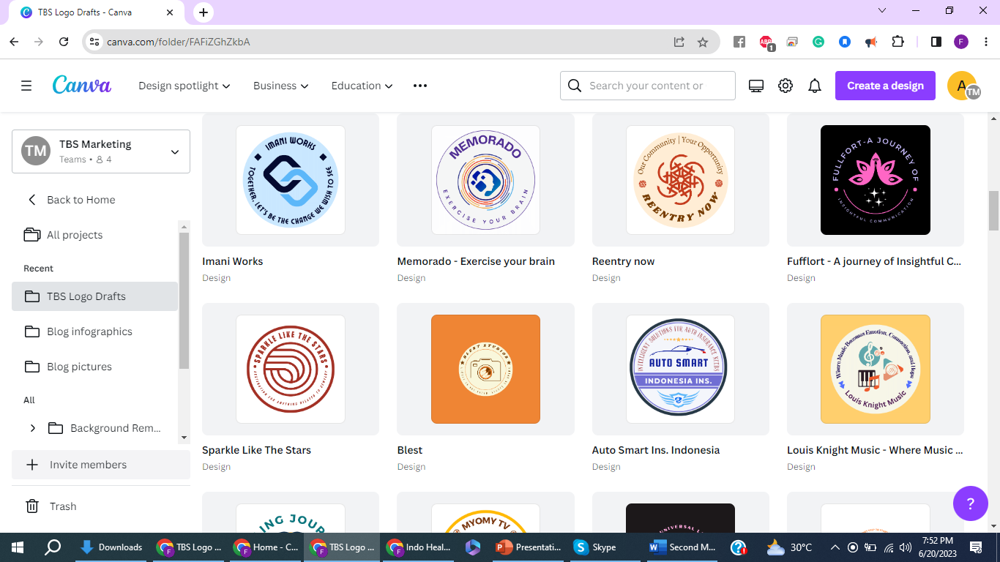 TBS Logo Drafts - Canva
canva.com/folder/FAFiZGhZkbA
ABP
1
F
Canva
Design spotlight
Business
Education
Search your content or
Create a design
A
TM
TM
TBS Marketing
Teams • 4
Back to Home
All projects
Recent
TBS Logo Drafts
Blog infographics
Blog pictures
All
Background Rem...
Invite members
Trash
IMANI WORKS
TOGETHER, LET'S BE THE CHANGE WE WISH TO SEE
Imani Works
Design
MEMORADO
EXERCISE YOUR BRAIN
Memorado - Exercise your brain
Design
Our Community | Your Opportunity
REENTRY NOW
Reentry now
Design
FULLFORT-A JOURNEY OF
INSIGHTFUL COMMUNICATION
Fufflort - A journey of Insightful C...
Design
SPARKLE LIKE THE STARS
Sparkle Like The Stars
Design
BLEST STUDIOS
Blest
Design
INTELLIGENT SOLUTIONS FOR AUTO INSURANCE NEEDS
AUTO SMART
INDONESIA INS.
Auto Smart Ins. Indonesia
Design
Where Music Becomes Emotion, Connection, and Hope
Louis Knight Music
Louis Knight Music - Where Music ...
Design
MYOMY TV
UNIVERSAL
?
Downloads
TBS Logo ...
Home - C...
TBS Logo ...
Indo Heal...
Presentati...
Skype
Second M...
30°C
7:52 PM
6/20/2023